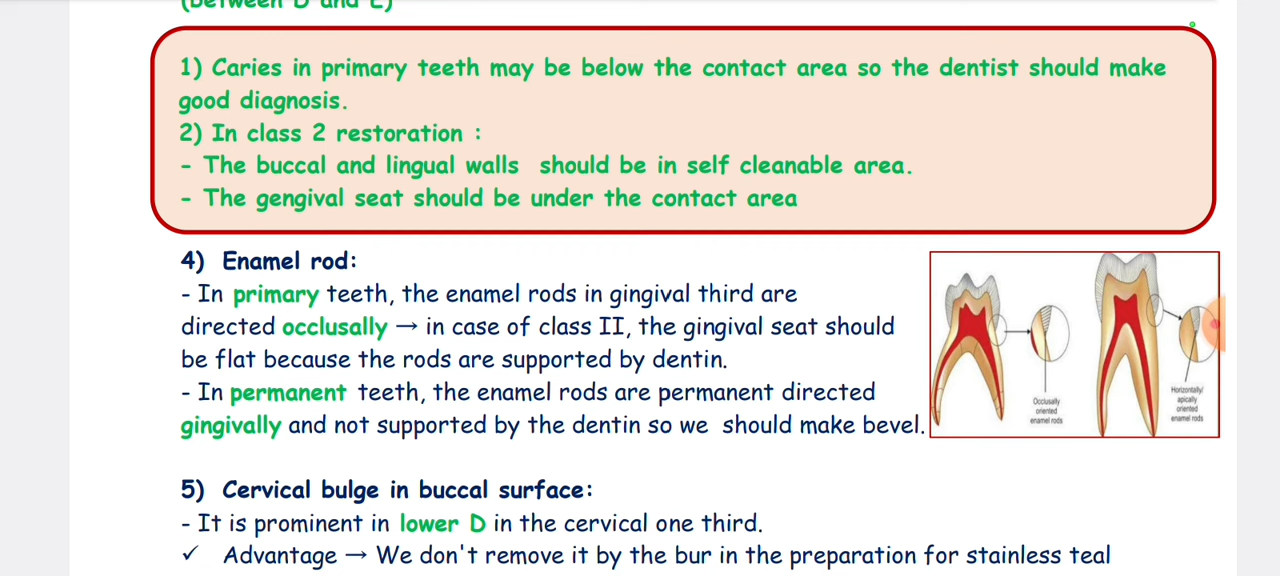 (between D and E)
1) Caries in primary teeth may be below the contact area so the dentist should make
good diagnosis.
2) In class 2 restoration :
- The buccal and lingual walls should be in self cleanable area.
- The gengival seat should be under the contact area
4) Enamel rod:
- In primary teeth, the enamel rods in gingival third are
directed occlusally → in case of class II, the gingival seat should
be flat because the rods are supported by dentin.
- In permanent teeth, the enamel rods are permanent directed
gingivally and not supported by the dentin so we should make bevel.
Occlusally
oriented
enamel rods
Horizontally/
apically
oriented
enamel rods
5) Cervical bulge in buccal surface:
- It is prominent in lower D in the cervical one third.
✓ Advantage → We don't remove it by the bur in the preparation for stainless teal